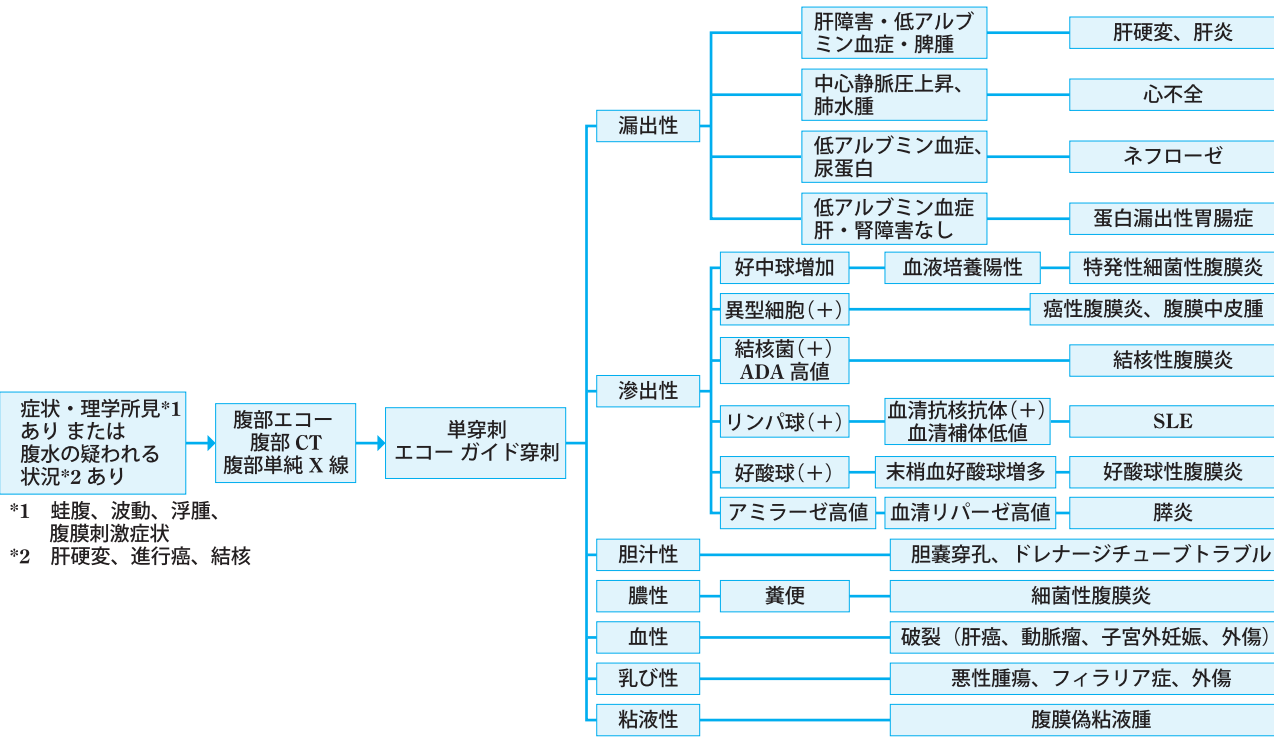 症状・理学所見*1
あり または
腹水の疑われる
状況*2 あり
*1 蛙腹、波動、浮腫、
腹膜刺激症状
*2 肝硬変、進行癌、結核
腹部エコー
腹部 CT
腹部単純 X 線
単穿刺
エコー ガイド穿刺
漏出性
肝障害・低アルブ
ミン血症・脾腫
肝硬変、肝炎
中心静脈圧上昇、
肺水腫
心不全
低アルブミン血症、
尿蛋白
ネフローゼ
低アルブミン血症
肝・腎障害なし
蛋白漏出性胃腸症
滲出性
好中球増加
血液培養陽性
特発性細菌性腹膜炎
異型細胞(+)
癌性腹膜炎、腹膜中皮腫
結核菌(+)
ADA 高値
結核性腹膜炎
リンパ球(+)
血清抗核抗体(+)
血清補体低値
SLE
好酸球(+)
末梢血好酸球増多
好酸球性腹膜炎
アミラーゼ高値
血清リパーゼ高値
膵炎
胆汁性
胆嚢穿孔、ドレナージチューブトラブル
膿性
糞便
細菌性腹膜炎
血性
破裂(肝癌、動脈瘤、子宮外妊娠、外傷)
乳び性
悪性腫瘍、フィラリア症、外傷
粘液性
腹膜偽粘液腫